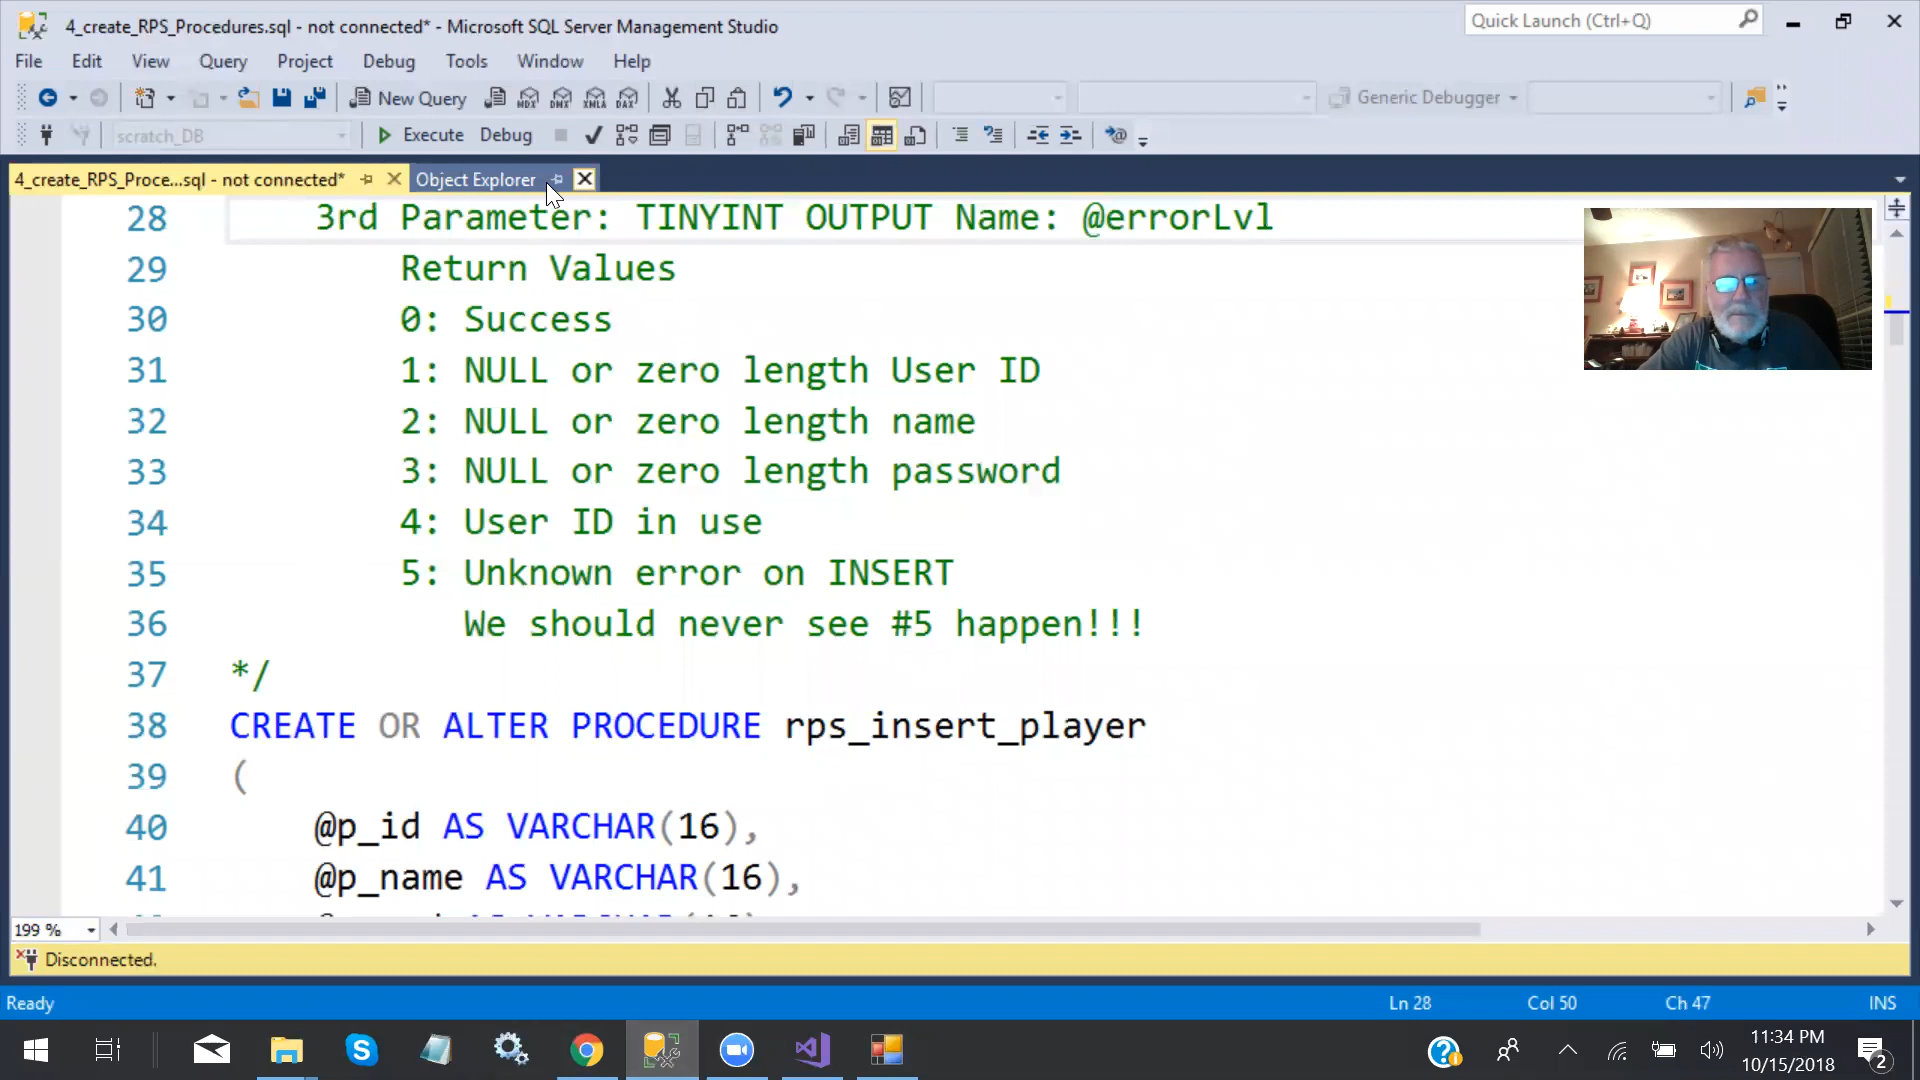 4_create_RPS_Procedures.sql - not connected* - Microsoft SQL Server Management Studio
Quick Launch (Ctrl+Q)
File Edit View Query Project Debug Tools Window Help
New Query MDX DMX XMLA DAX Generic Debugger
scratch_DB Execute Debug
4_create_RPS_Proce...sql - not connected* Object Explorer
28 3rd Parameter: TINYINT OUTPUT Name: @errorLvl
29 Return Values
30 0: Success
31 1: NULL or zero length User ID
32 2: NULL or zero length name
33 3: NULL or zero length password
34 4: User ID in use
35 5: Unknown error on INSERT
36 We should never see #5 happen!!!
37 */
38 CREATE OR ALTER PROCEDURE rps_insert_player
39 (
40 @p_id AS VARCHAR(16),
41 @p_name AS VARCHAR(16),
199 %
Disconnected.
Ready Ln 28 Col 50 Ch 47 INS
11:34 PM
10/15/2018
2